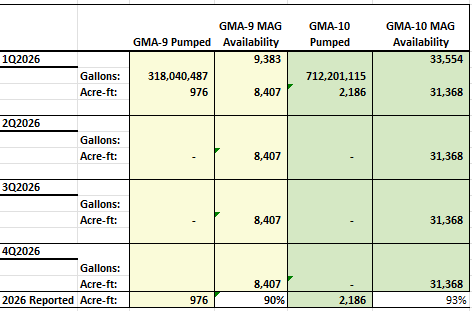 GMA-9 MAG GMA-10 GMA-10 MAG
GMA-9 Pumped Availability Pumped Availability
1Q2026 9,383 33,554
Gallons: 318,040,487 712,201,115
Acre-ft: 976 8,407 2,186 31,368
2Q2026
Gallons:
Acre-ft: - 8,407 - 31,368
3Q2026
Gallons:
Acre-ft: - 8,407 - 31,368
4Q2026
Gallons:
Acre-ft: 8,407 - 31,368
2026 Reported Acre-ft: 976 90% 2,186 93%